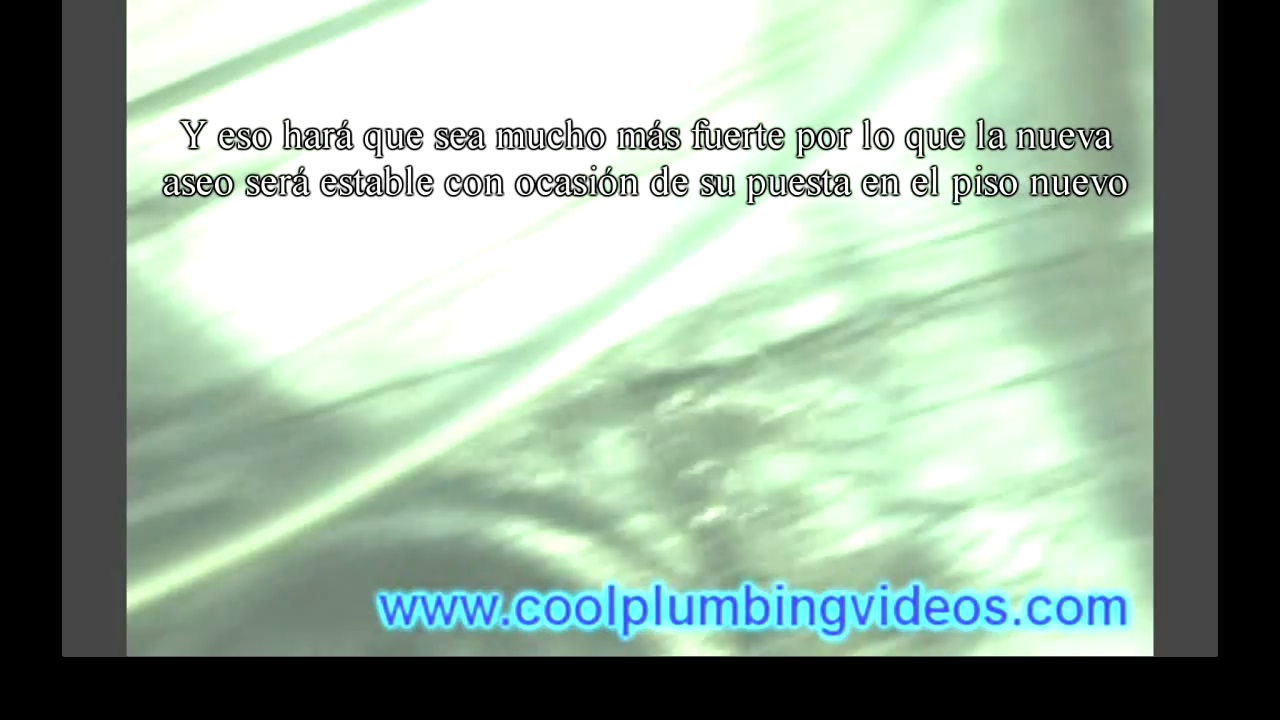 Y eso hará que sea mucho más fuerte por lo que la nueva
aseo será estable con ocasión de su puesta en el piso nuevo
www.coolplumbingvideos.com